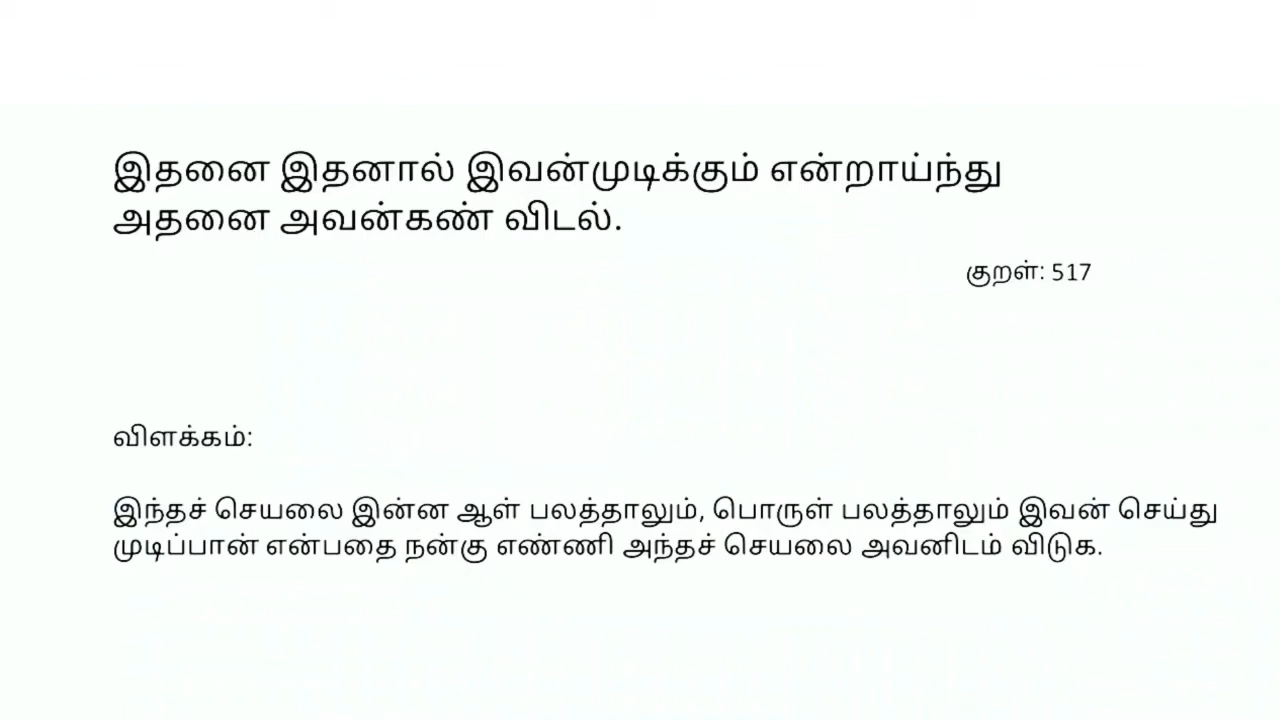 இதனை இதனால் இவன்முடிக்கும் என்றாய்ந்து
அதனை அவன்கண் விடல்.
குறள்: 517
விளக்கம்:
இந்தச் செயலை இன்ன ஆள் பலத்தாலும், பொருள் பலத்தாலும் இவன் செய்து
முடிப்பான் என்பதை நன்கு எண்ணி அந்தச் செயலை அவனிடம் விடுக.